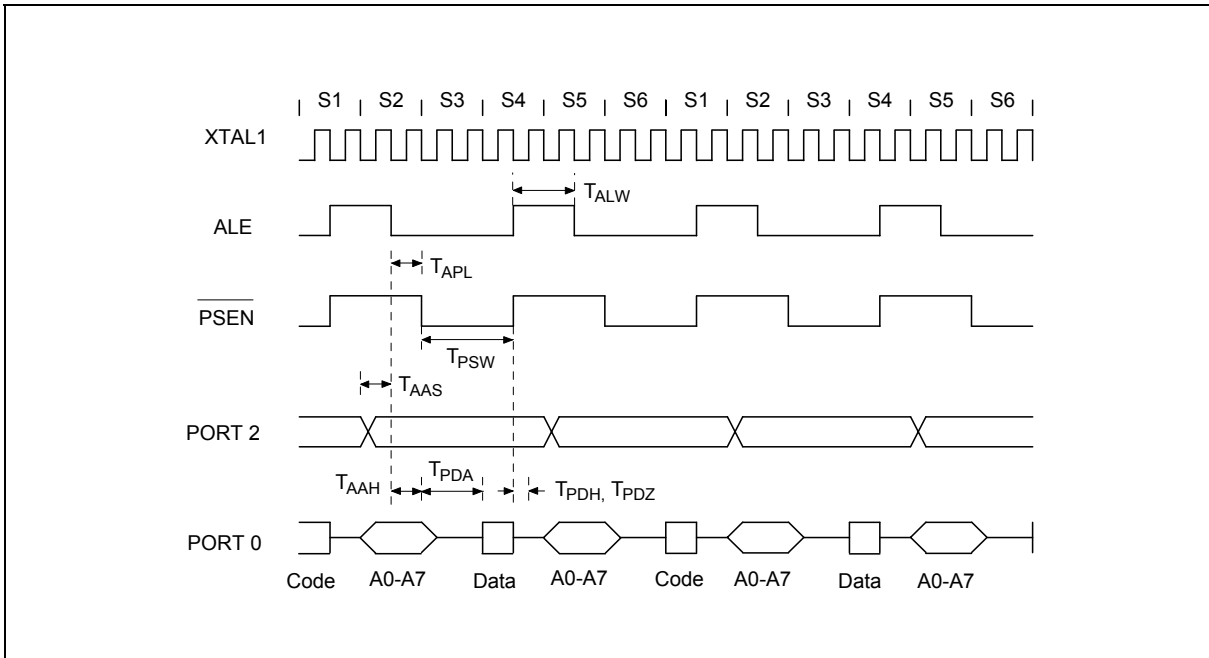 | S1 | S2 | S3 | S4 | S5 | S6 | S1 | S2 | S3 | S4 | S5 | S6 |
XTAL1
TALW
ALE
TAPL
PSEN
TPSW
TAAS
PORT 2
TAAH TPDA TPDH, TPDZ
PORT 0
Code A0-A7 Data A0-A7 Code A0-A7 Data A0-A7